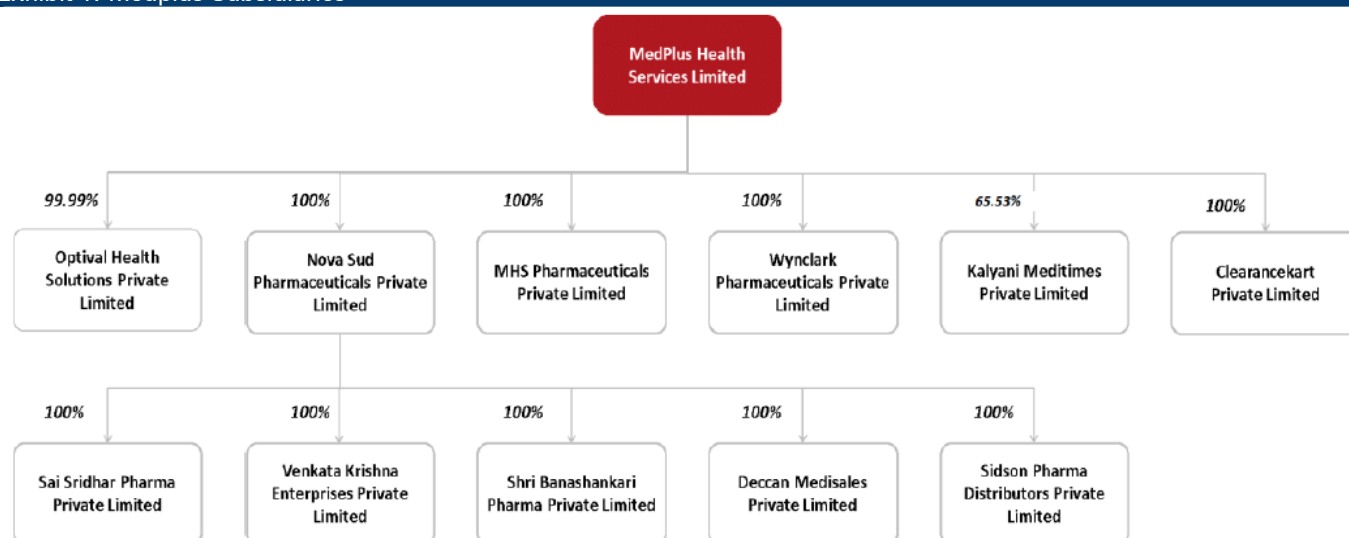 MedPlus Health
Services Limited
99.99%
100%
100%
100%
65.53%
100%
Optival Health
Solutions Private
Limited
Nova Sud
Pharmaceuticals Private
Limited
MHS Pharmaceuticals
Private Limited
Wynclark
Pharmaceuticals Private
Limited
Kalyani Meditimes
Private Limited
Clearancekart
Private Limited
100%
100%
100%
100%
100%
Sai Sridhar Pharma
Private Limited
Venkata Krishna
Enterprises Private
Limited
Shri Banashankari
Pharma Private Limited
Deccan Medisales
Private Limited
Sidson Pharma
Distributors Private
Limited